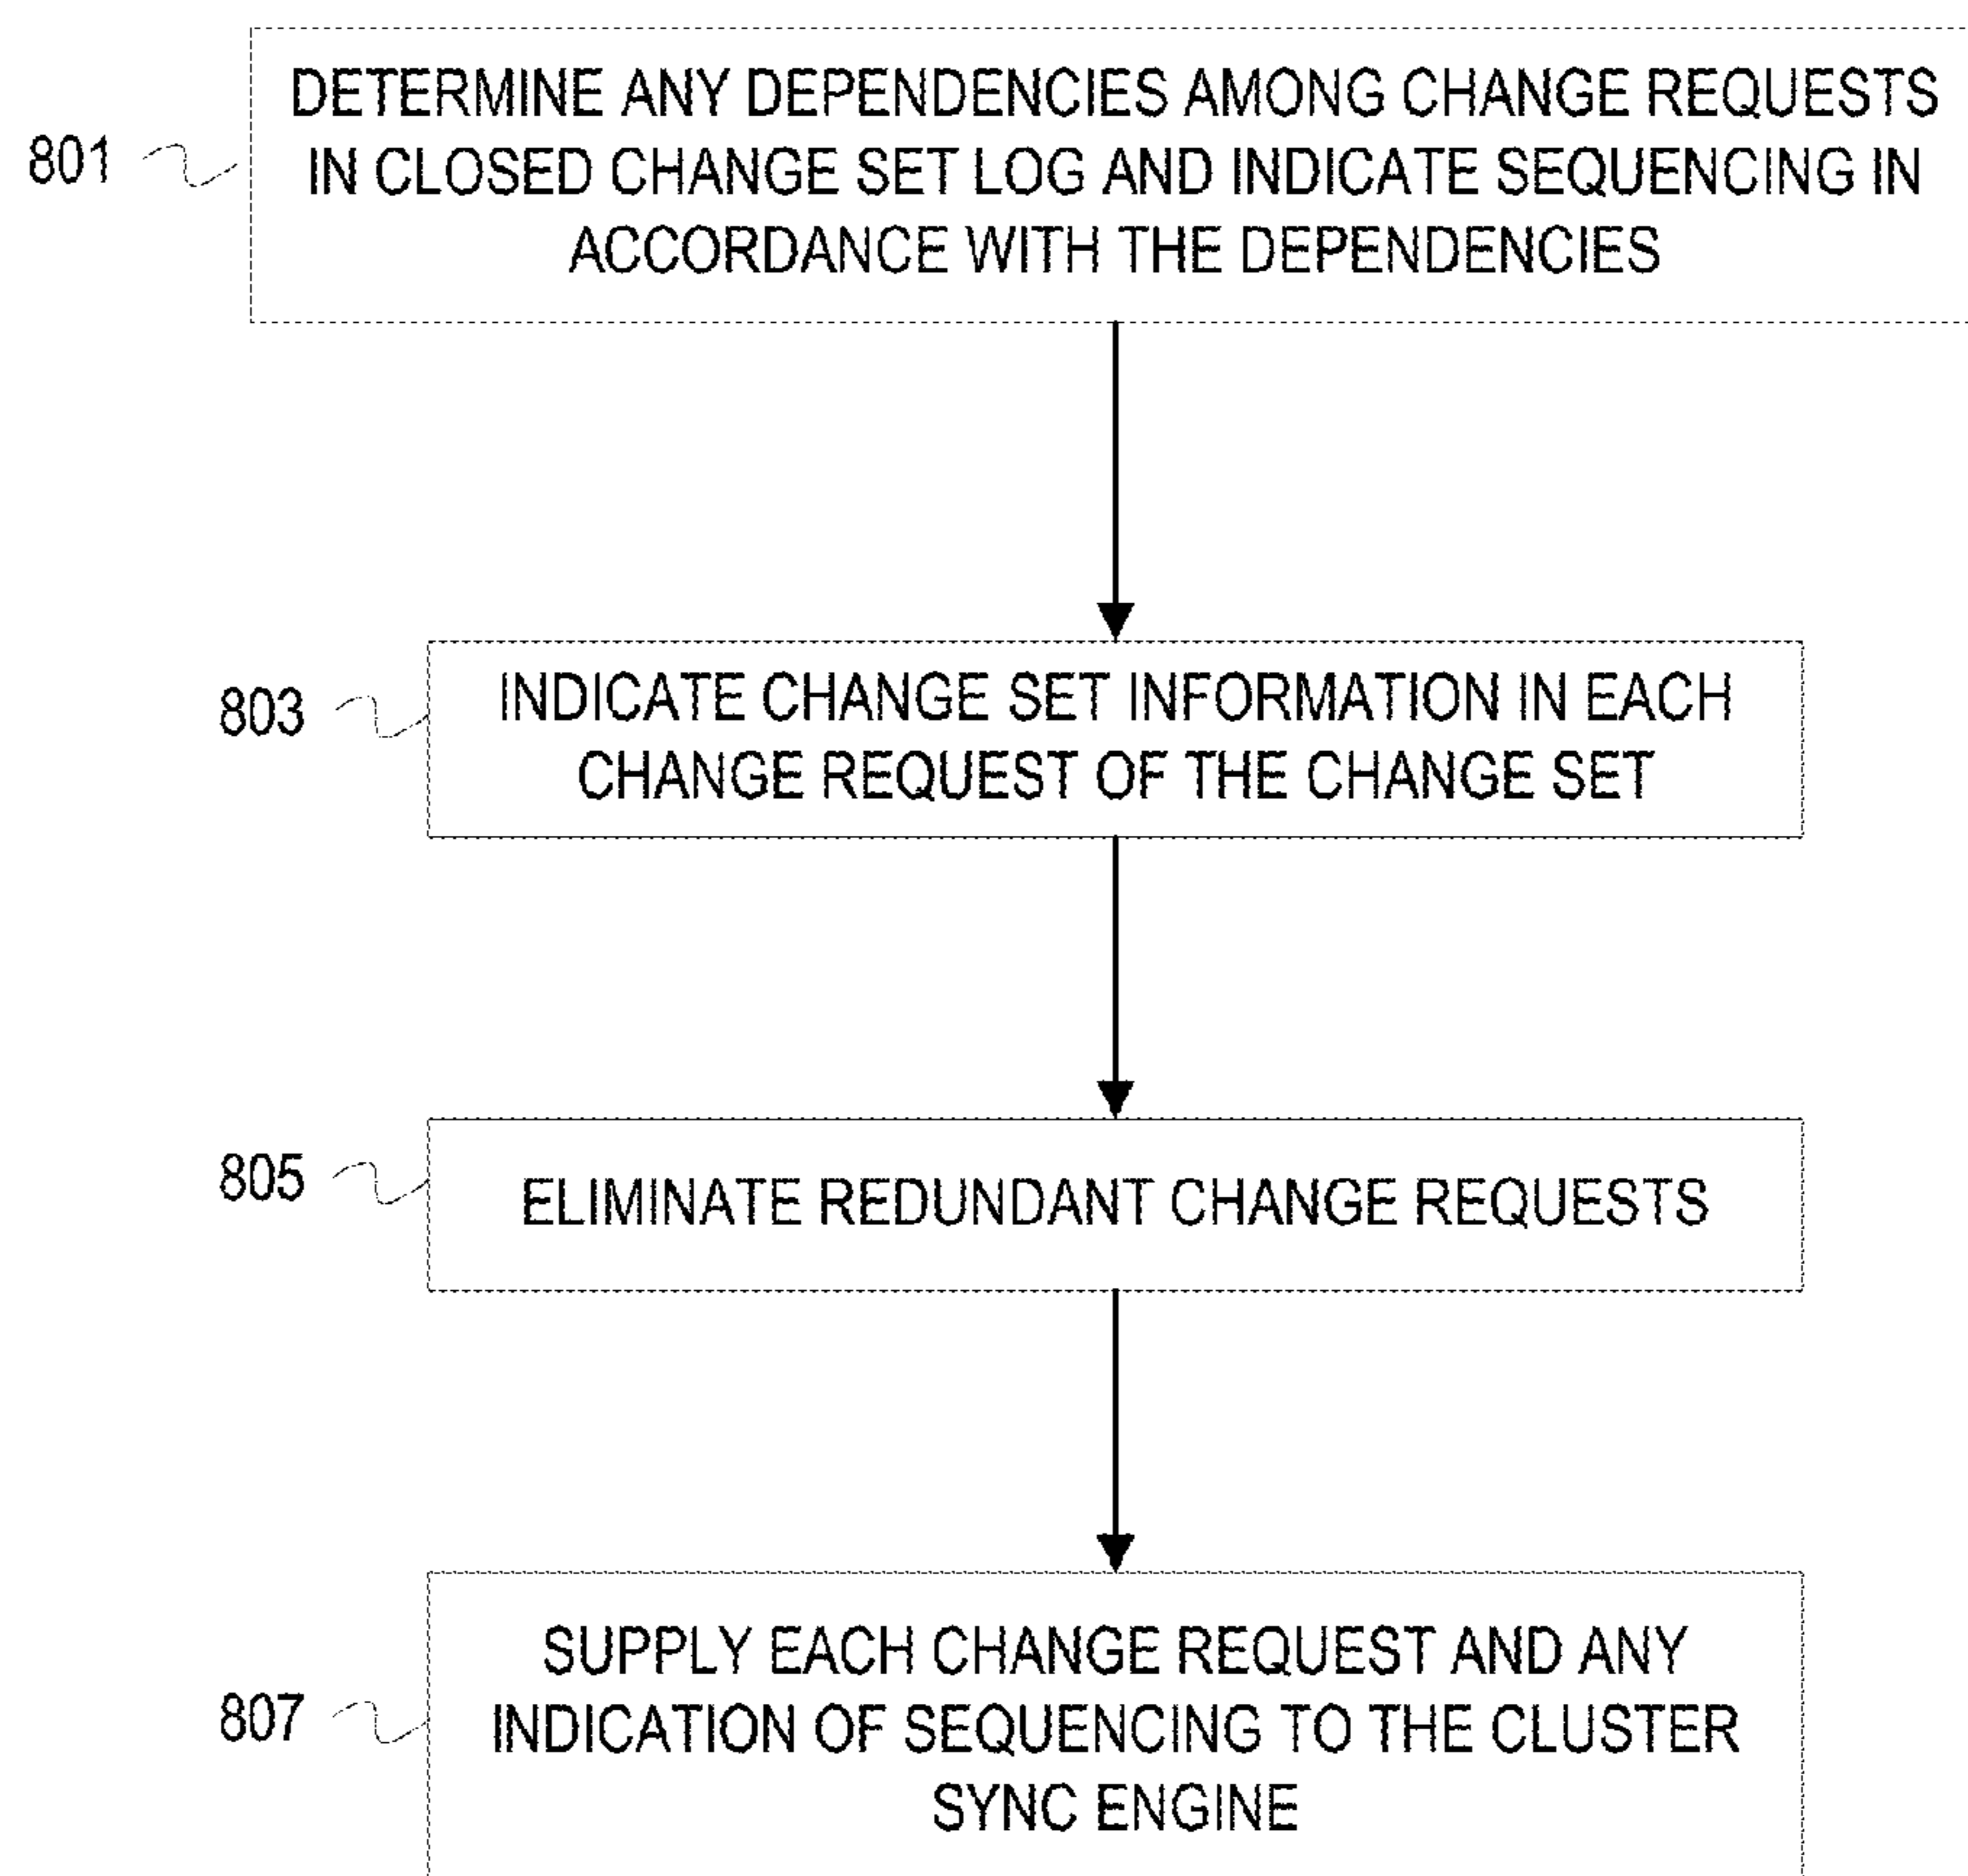 801
DETERMINE ANY DEPENDENCIES AMONG CHANGE REQUESTS
IN CLOSED CHANGE SET LOG AND INDICATE SEQUENCING IN
ACCORDANCE WITH THE DEPENDENCIES
803
INDICATE CHANGE SET INFORMATION IN EACH
CHANGE REQUEST OF THE CHANGE SET
805
ELIMINATE REDUNDANT CHANGE REQUESTS
807
SUPPLY EACH CHANGE REQUEST AND ANY
INDICATION OF SEQUENCING TO THE CLUSTER
SYNC ENGINE